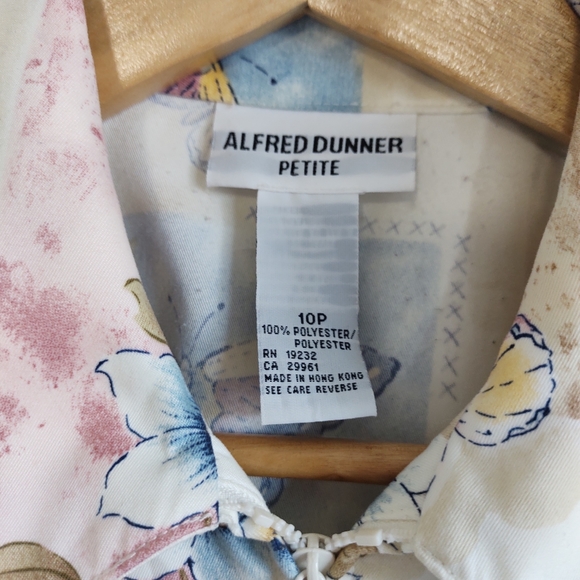 ALFRED DUNNER
PETITE
10P
100% POLYESTER/
POLYESTER
RN 19232
CA 29961
MADE IN HONG KONG
SEE CARE REVERSE